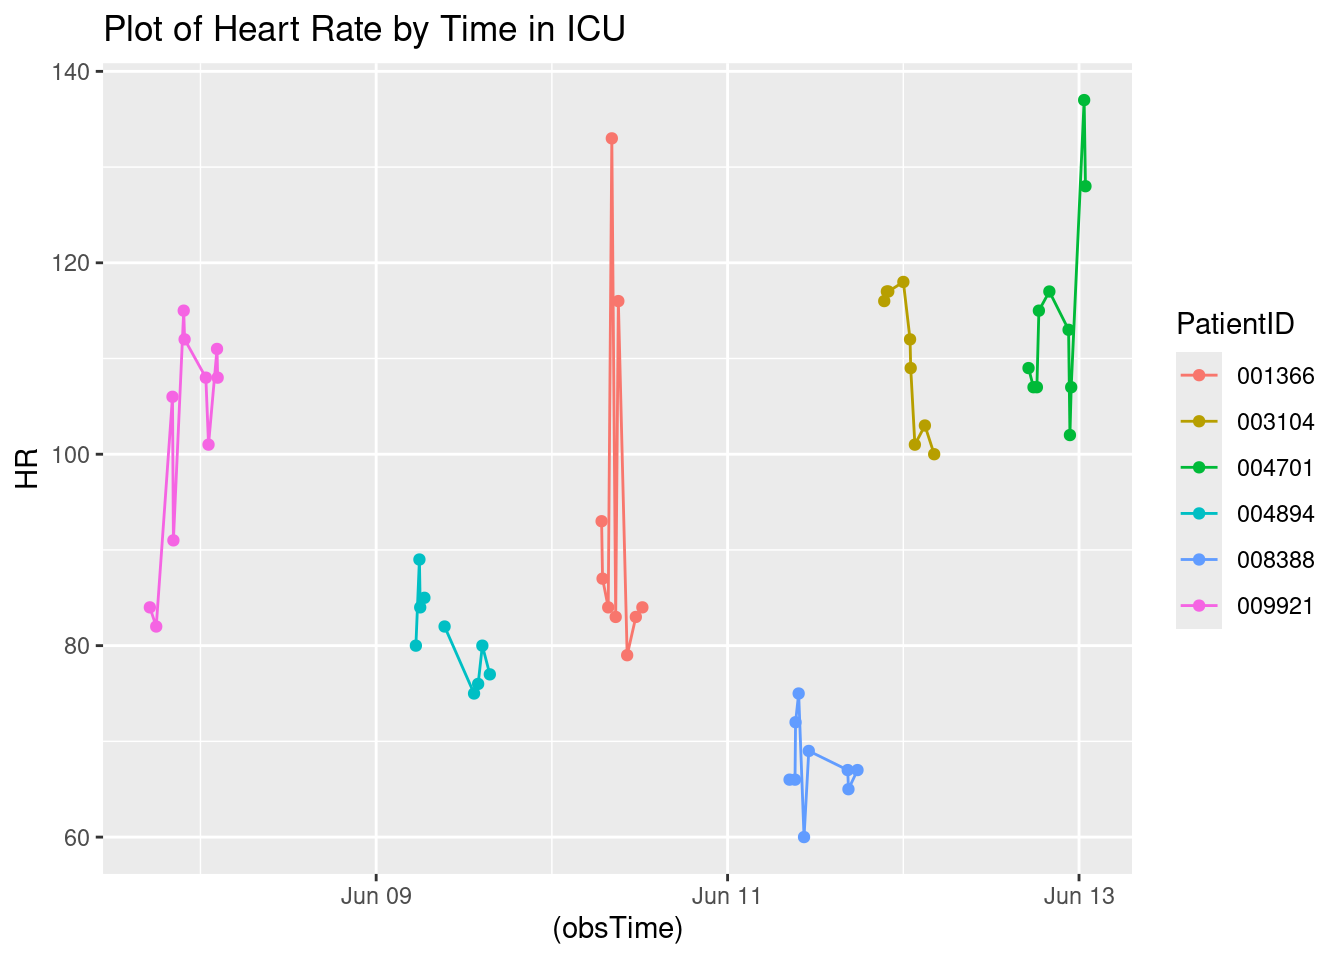 Plot of Heart Rate by Time in ICU
140
120
100
80
60
HR
Jun 09
Jun 11
Jun 13
(obsTime)
PatientID
001366
003104
004701
004894
008388
009921